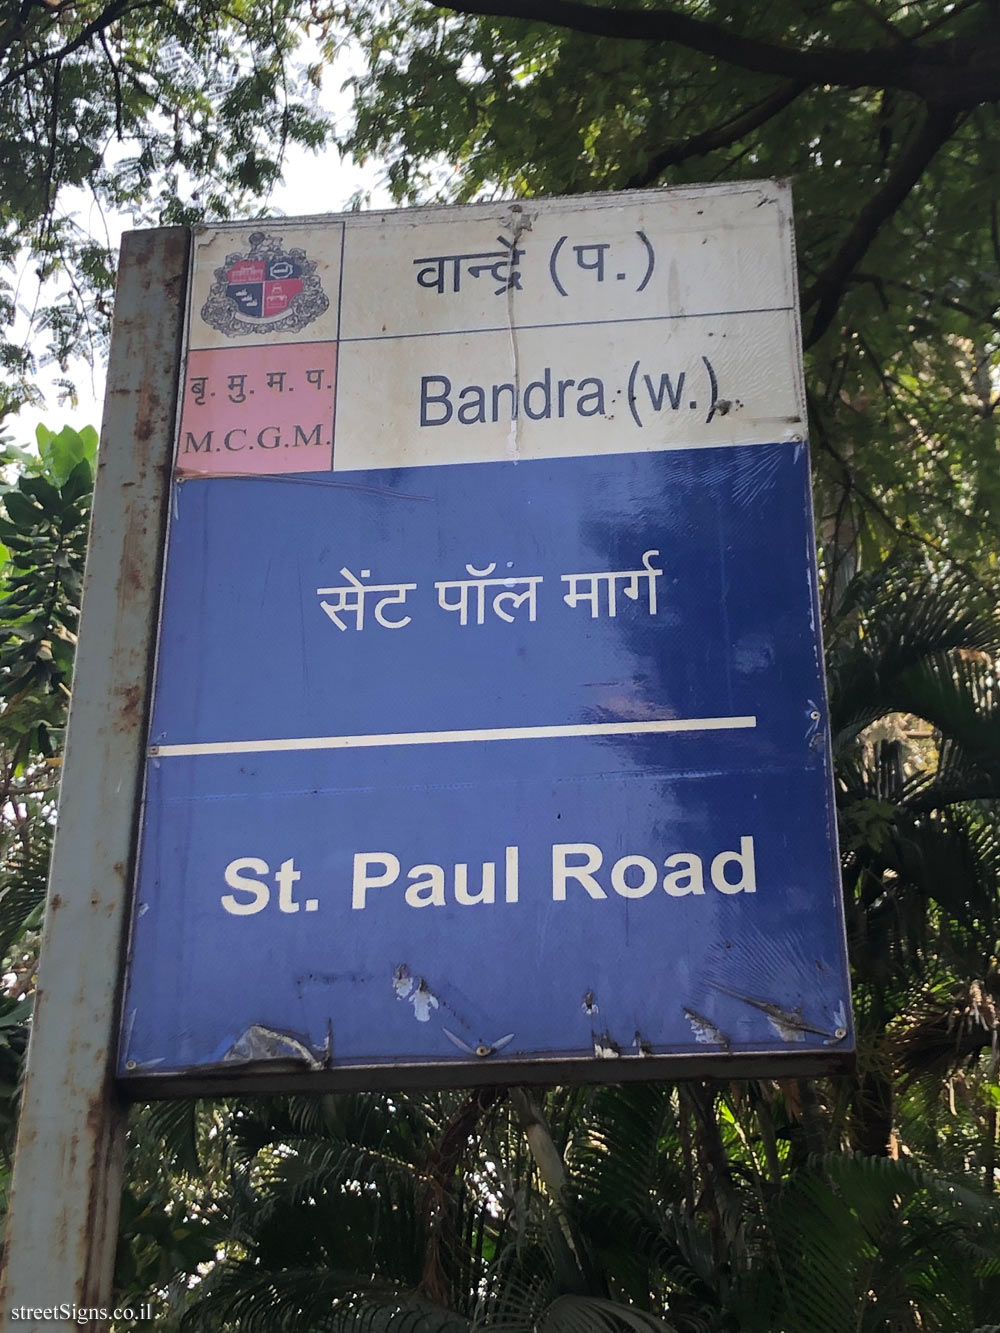 वान्द्रे (प.)
बृ. मु. म. प.
M.C.G.M.
Bandra (w.)
सेंट पॉल मार्ग
St. Paul Road
streetSigns.co.il